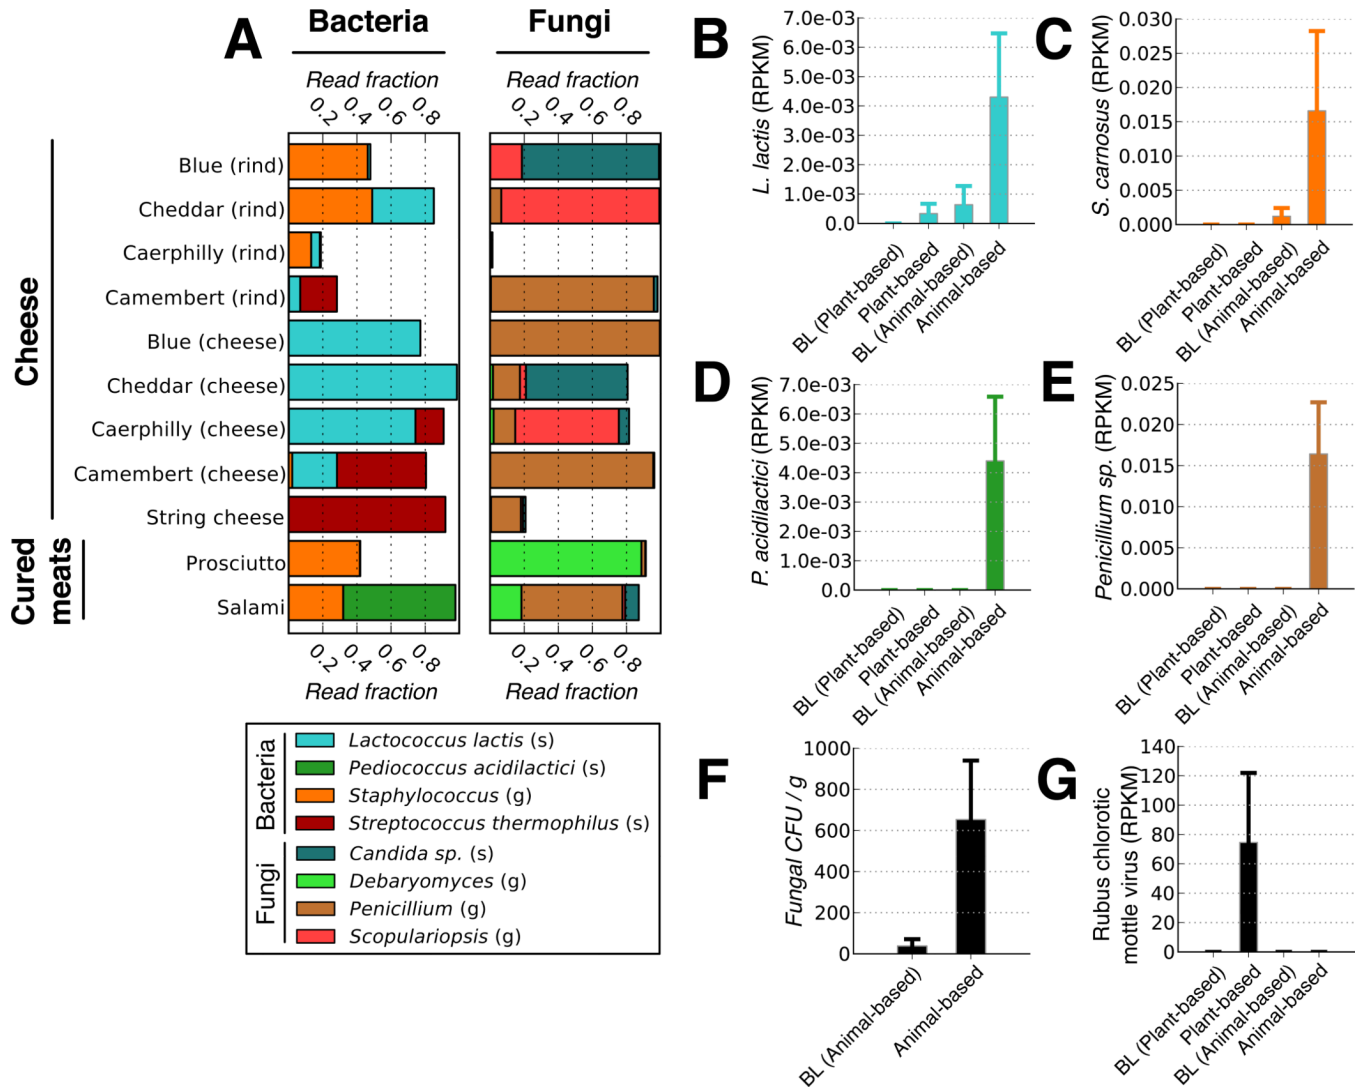 A
Bacteria
Fungi
Read fraction
Read fraction
0.2 0.4 0.6 0.8
0.2 0.4 0.6 0.8
Cheese
Blue (rind)
Cheddar (rind)
Caerphilly (rind)
Camembert (rind)
Blue (cheese)
Cheddar (cheese)
Caerphilly (cheese)
Camembert (cheese)
String cheese
Cured
meats
Prosciutto
Salami
0.2 0.4 0.6 0.8
0.2 0.4 0.6 0.8
Read fraction
Read fraction
Bacteria
Lactococcus lactis (s)
Pediococcus acidilactici (s)
Staphylococcus (g)
Streptococcus thermophilus (s)
Fungi
Candida sp. (s)
Debaryomyces (g)
Penicillium (g)
Scopulariopsis (g)
B
L. lactis (RPKM)
7.0e-03
6.0e-03
5.0e-03
4.0e-03
3.0e-03
2.0e-03
1.0e-03
0.0
BL (Plant-based)
Plant-based
BL (Animal-based)
Animal-based
C
S. carnosus (RPKM)
0.030
0.025
0.020
0.015
0.010
0.005
0.000
BL (Plant-based)
Plant-based
BL (Animal-based)
Animal-based
D
P. acidilactici (RPKM)
7.0e-03
6.0e-03
5.0e-03
4.0e-03
3.0e-03
2.0e-03
1.0e-03
0.0
BL (Plant-based)
Plant-based
BL (Animal-based)
Animal-based
E
Penicillium sp. (RPKM)
0.025
0.020
0.015
0.010
0.005
0.000
BL (Plant-based)
Plant-based
BL (Animal-based)
Animal-based
F
Fungal CFU / g
1000
800
600
400
200
0
BL (Animal-based)
Animal-based
G
Rubus chlorotic
mottle virus (RPKM)
140
120
100
80
60
40
20
0
BL (Plant-based)
Plant-based
BL (Animal-based)
Animal-based